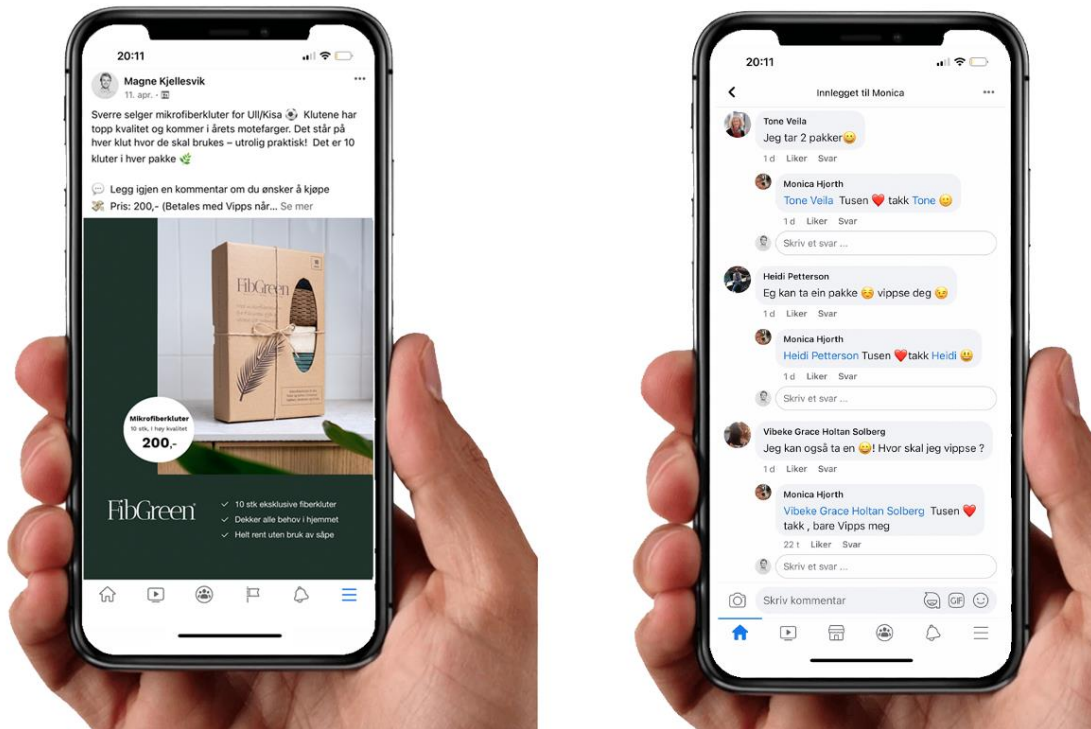 20:11
Magne Kjellesvik
11. apr. ·
Sverre selger mikrofiberkluter for Ull/Kisa ⚽ Klutene har
topp kvalitet og kommer i årets motefarger. Det står på
hver klut hvor de skal brukes – utrolig praktisk! Det er 10
kluter i hver pakke 🌿
💬 Legg igjen en kommentar om du ønsker å kjøpe
💸 Pris: 200,- (Betales med Vipps når... Se mer
FibGreen
Mikrofiberkluter
10 stk, i høy kvalitet
200,-
FibGreen
✓ 10 stk eksklusive fiberkluter
✓ Dekker alle behov i hjemmet
✓ Helt rent uten bruk av såpe
20:11
Innlegget til Monica
Tone Veila
Jeg tar 2 pakker😀
1 d Liker Svar
Monica Hjorth
Tone Veila Tusen ❤️ takk Tone 🙂
1 d Liker Svar
Skriv et svar ...
Heidi Petterson
Eg kan ta ein pakke ☺️ vippse deg 😉
1 d Liker Svar
Monica Hjorth
Heidi Petterson Tusen ❤️takk Heidi 😀
1 d Liker Svar
Skriv et svar ...
Vibeke Grace Holtan Solberg
Jeg kan også ta en 😀! Hvor skal jeg vippse ?
1 d Liker Svar
Monica Hjorth
Vibeke Grace Holtan Solberg Tusen ❤️
takk , bare Vipps meg
22 t Liker Svar
Skriv et svar ...
Skriv kommentar
GIF